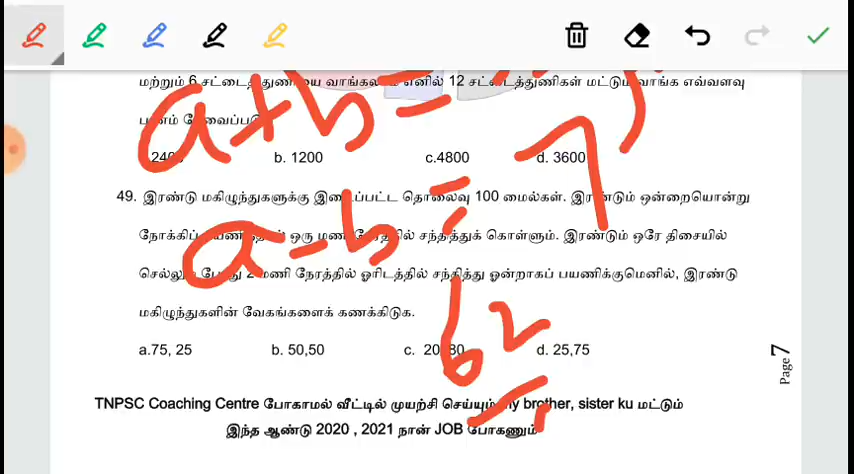 மற்றும் 6 சட்டைத்துணியை வாங்கலாம் எனில் 12 சட்டைத்துணிகள் மட்டும் வாங்க எவ்வளவு
பணம் தேவைப்படும்
2400 b. 1200 c.4800 d. 3600
49. இரண்டு மகிழுந்துகளுக்கு இடைப்பட்ட தொலைவு 100 மைல்கள். இரண்டும் ஒன்றையொன்று
நோக்கிப் பயணித்தால் ஒரு மணி நேரத்தில் சந்தித்துக் கொள்ளும். இரண்டும் ஒரே திசையில்
செல்லும் போது 2 மணி நேரத்தில் ஓரிடத்தில் சந்தித்து ஒன்றாகப் பயணிக்குமெனில், இரண்டு
மகிழுந்துகளின் வேகங்களைக் கணக்கிடுக.
a.75, 25 b. 50,50 c. 20,80 d. 25,75
a+b=
a-b=
62
7
Page 7
TNPSC Coaching Centre போகாமல் வீட்டில் முயற்சி செய்யும் my brother, sister ku மட்டும்
இந்த ஆண்டு 2020 , 2021 நான் JOB போகணும்